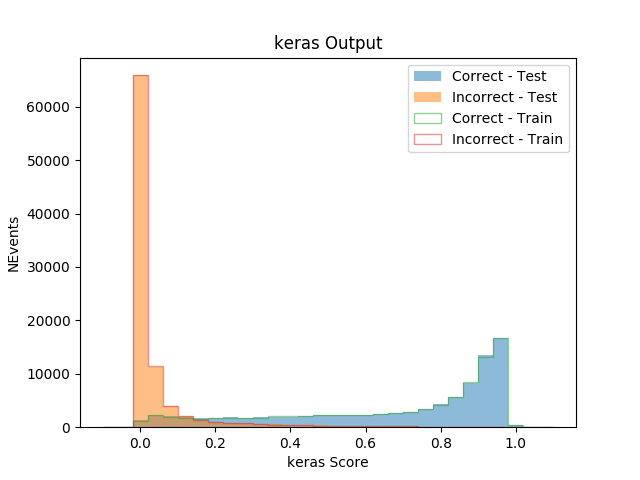 keras Output
Correct - Test
Incorrect - Test
Correct - Train
Incorrect - Train
NEvents
60000
50000
40000
30000
20000
10000
0
0.0 0.2 0.4 0.6 0.8 1.0
keras Score